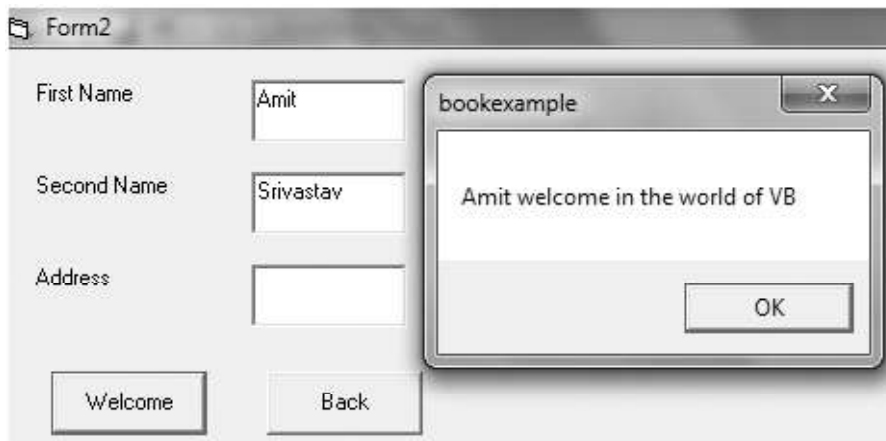 Form2
First Name
Amit
Second Name
Srivastav
Address
Welcome
Back
bookexample
X
Amit welcome in the world of VB
OK